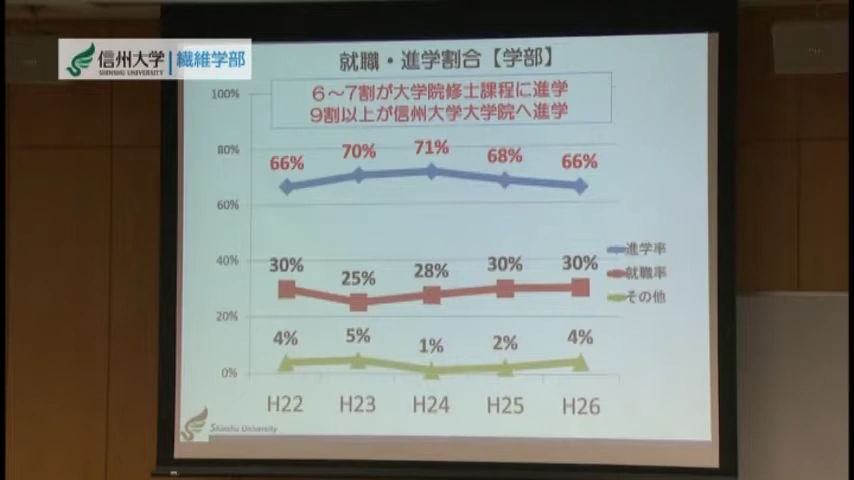 信州大学 繊維学部
SHINSHU UNIVERSITY
就職・進学割合【学部】
6～7割が大学院修士課程に進学
9割以上が信州大学大学院へ進学
100%
80%
60%
40%
20%
0%
66% 70% 71% 68% 66%
30% 25% 28% 30% 30%
4% 5% 1% 2% 4%
進学率
就職率
その他
H22 H23 H24 H25 H26
Shinshu University